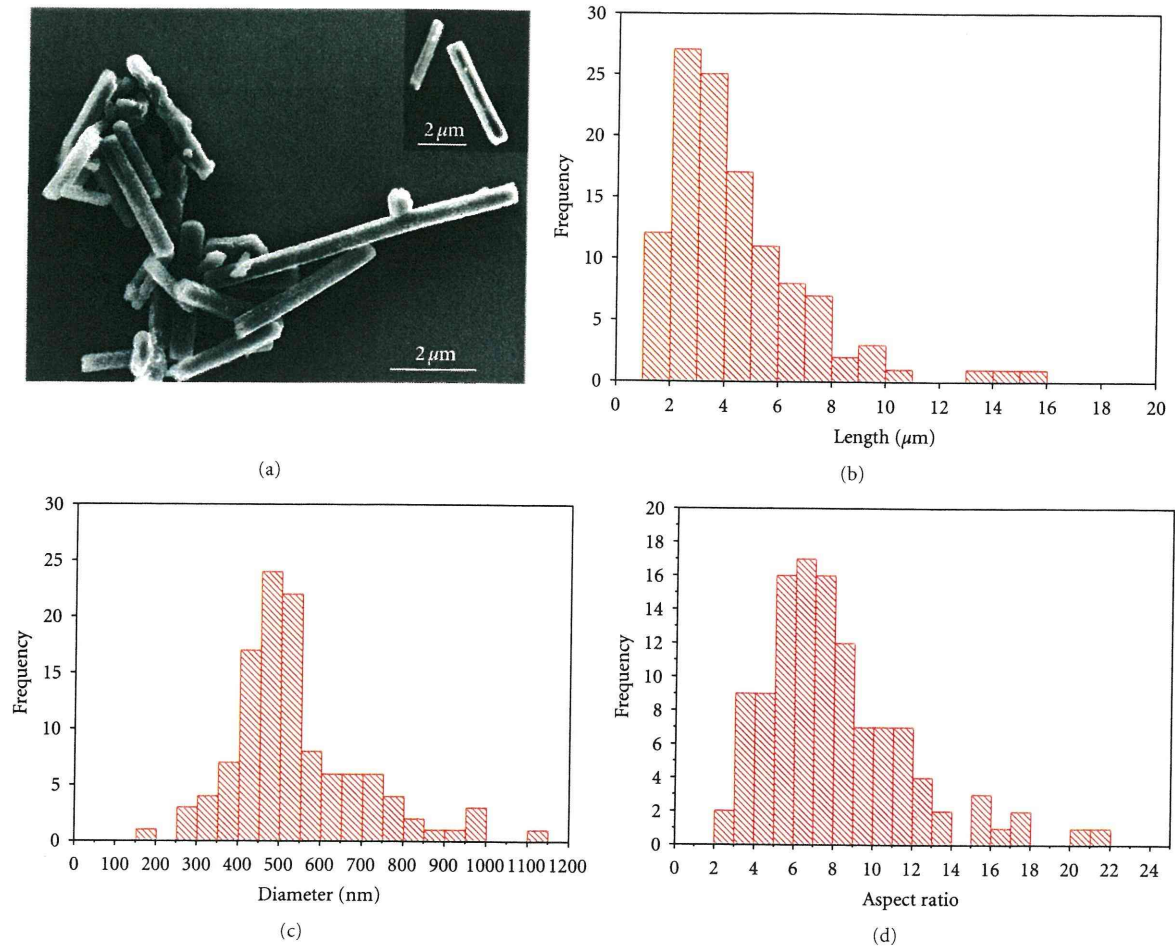 2 μm
2 μm
(a)
30
25
20
15
10
5
0
Frequency
0 2 4 6 8 10 12 14 16 18 20
Length (μm)
(b)
30
25
20
15
10
5
0
Frequency
0 100 200 300 400 500 600 700 800 900 1000 1100 1200
Diameter (nm)
(c)
20
18
16
14
12
10
8
6
4
2
0
Frequency
0 2 4 6 8 10 12 14 16 18 20 22 24
Aspect ratio
(d)